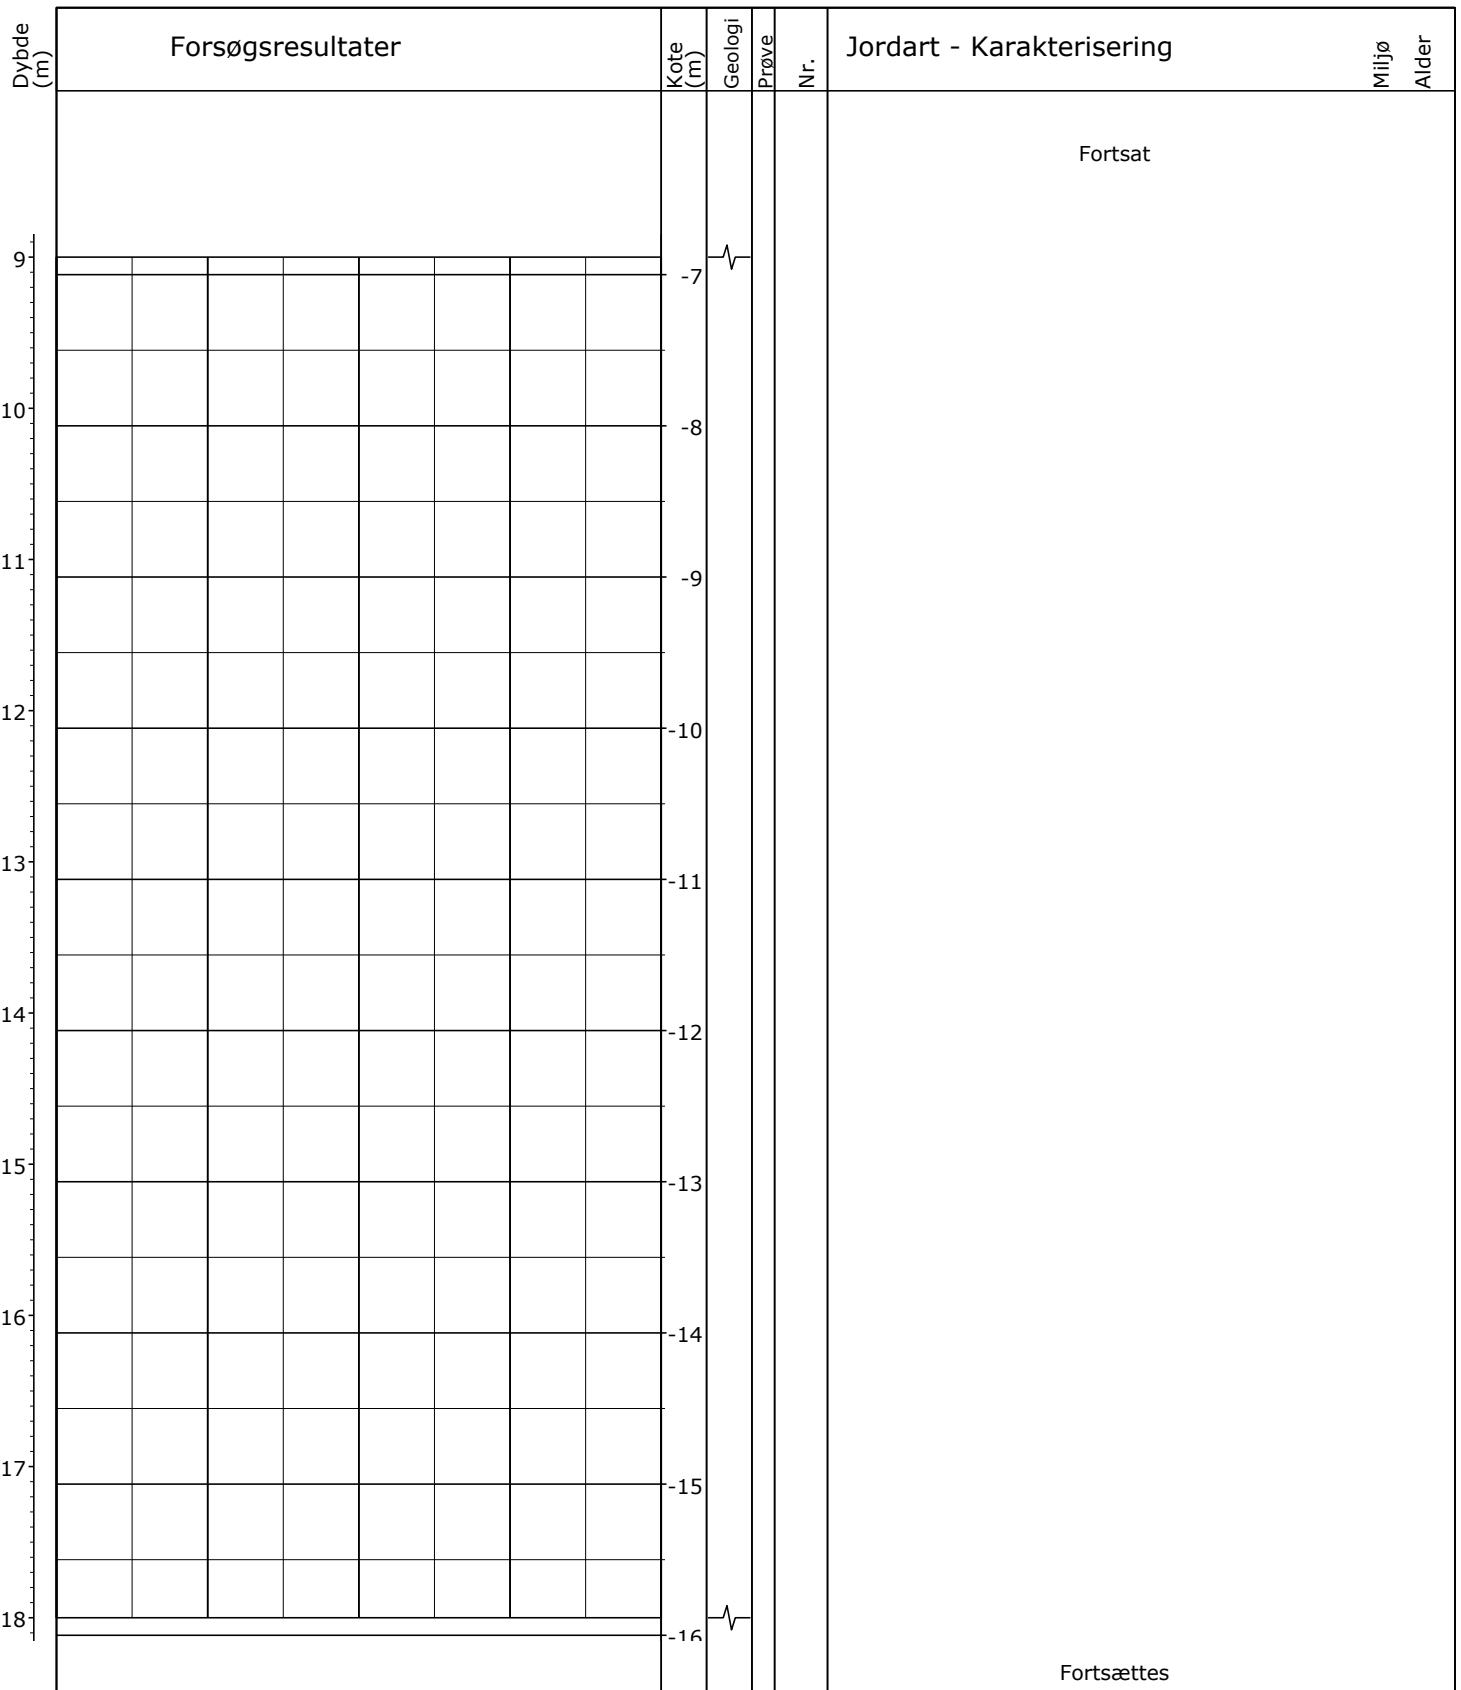 Dybde
(m)
Forsøgsresultater
Kote
(m)
Geologi
Prøve
Nr.
Jordart - Karakterisering
Miljø
Alder
Fortsat
9
-7
10
-8
11
-9
12
-10
13
-11
14
-12
15
-13
16
-14
17
-15
18
-16
Fortsættes